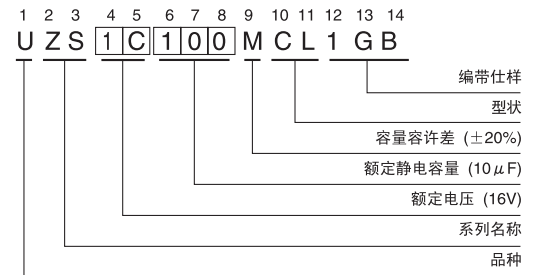 1 2 3 4 5 6 7 8 9 10 11 12 13 14
U Z S 1 C 1 0 0 M C L 1 G B
编带仕样
型状
容量容许差 (±20%)
额定静电容量 (10μF)
额定电压 (16V)
系列名称
品种